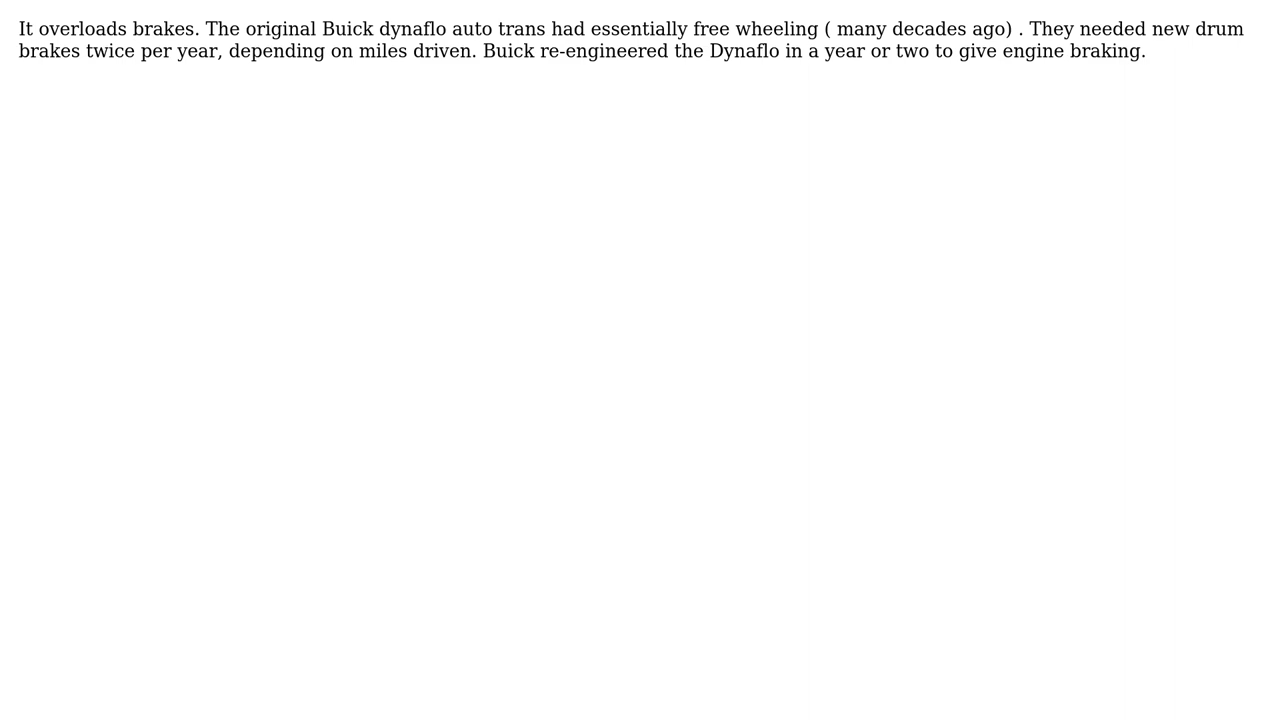 It overloads brakes. The original Buick dynaflo auto trans had essentially free wheeling ( many decades ago) . They needed new drum
brakes twice per year, depending on miles driven. Buick re-engineered the Dynaflo in a year or two to give engine braking.